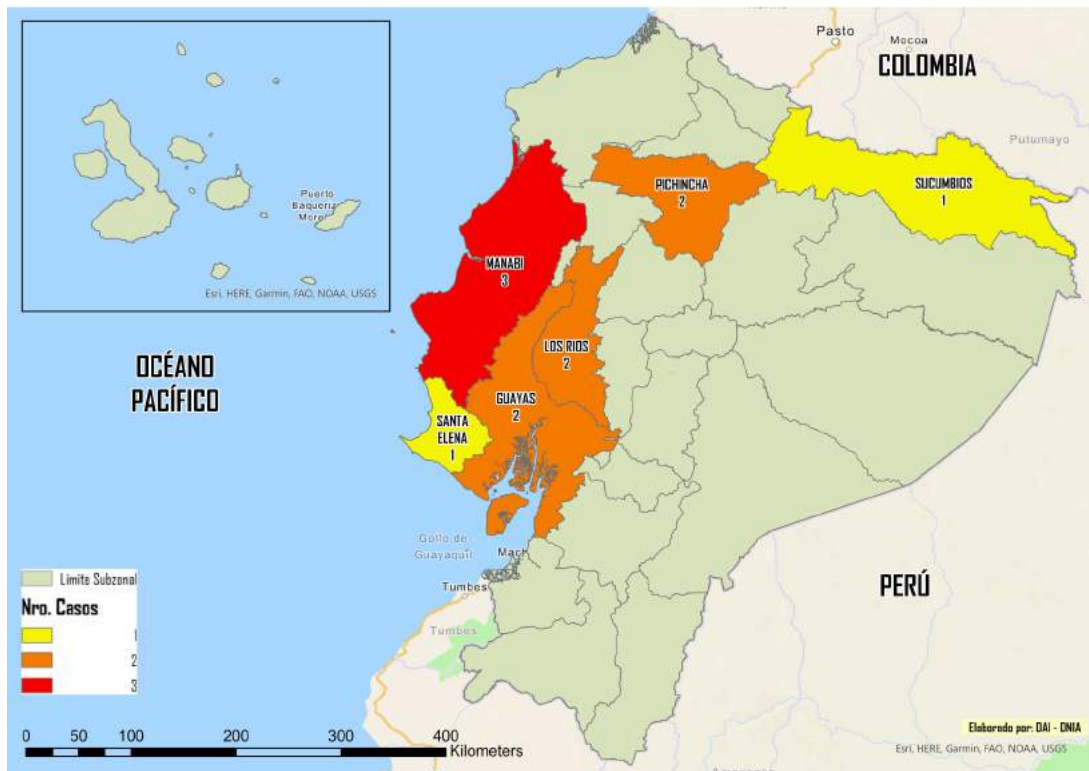 Pasto
Mocoa
COLOMBIA
Putumayo
Puerto
Baquerizo
Esri, HERE, Garmin, FAO, NOAA, USGS
PICHINCHA
2
SUCUMBIOS
1
MANABI
3
OCÉANO
PACÍFICO
LOS RIOS
2
GUAYAS
2
SANTA
ELENA
1
Golfo de
Guayaquil
Mach
Tumbes
Tumbes
PERÚ
Limite Subzonal
Nro. Casos
1
2
3
0 100 200 300 400
Kilometers
Elaborado por: DAI - DNIA
Esri, HERE, Garmin, FAO, NOAA, USGS